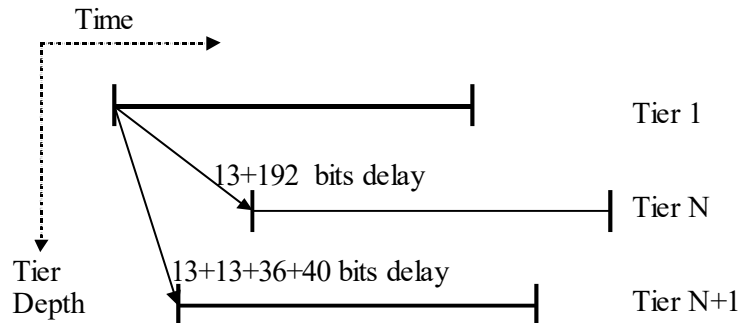 Time
Tier 1
13+192 bits delay
Tier N
13+13+36+40 bits delay
Tier
Depth
Tier N+1